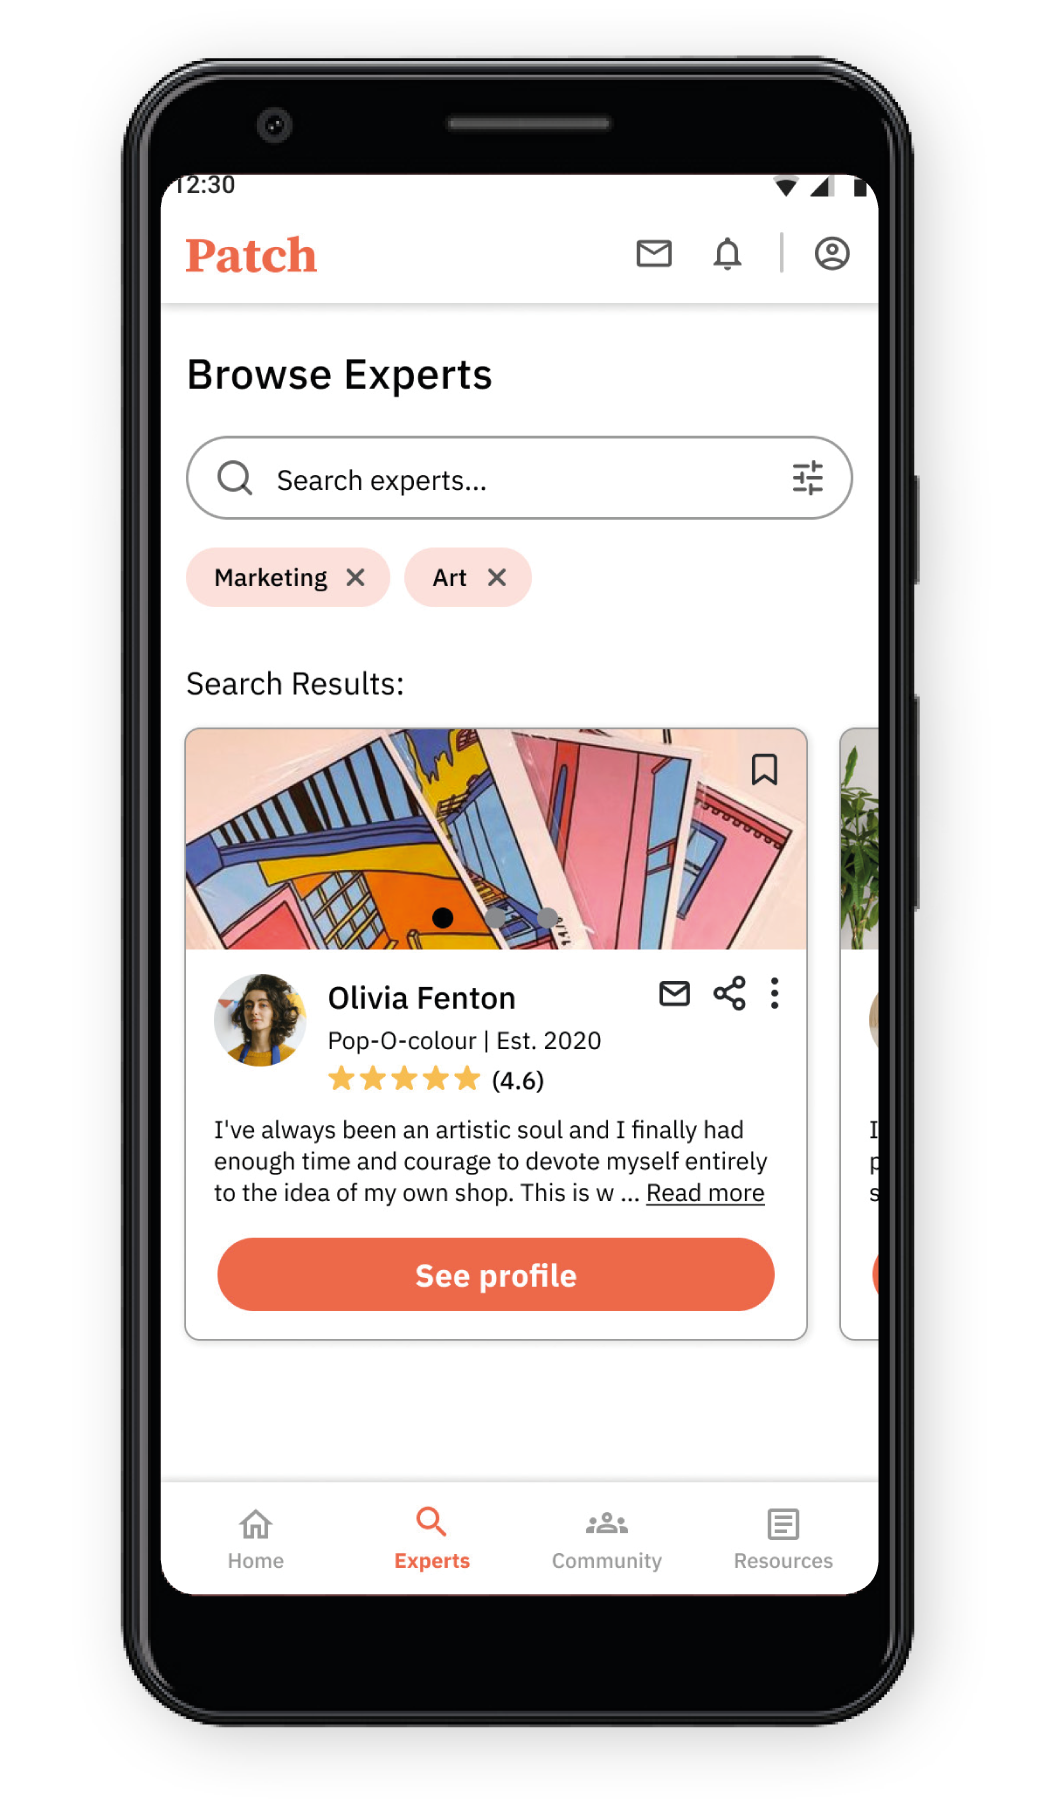 12:30
Patch
Browse Experts
Search experts...
Marketing
Art
Search Results:
Olivia Fenton
Pop-O-colour | Est. 2020
(4.6)
I've always been an artistic soul and I finally had
enough time and courage to devote myself entirely
to the idea of my own shop. This is w ... Read more
See profile
I
p
s
Home
Experts
Community
Resources